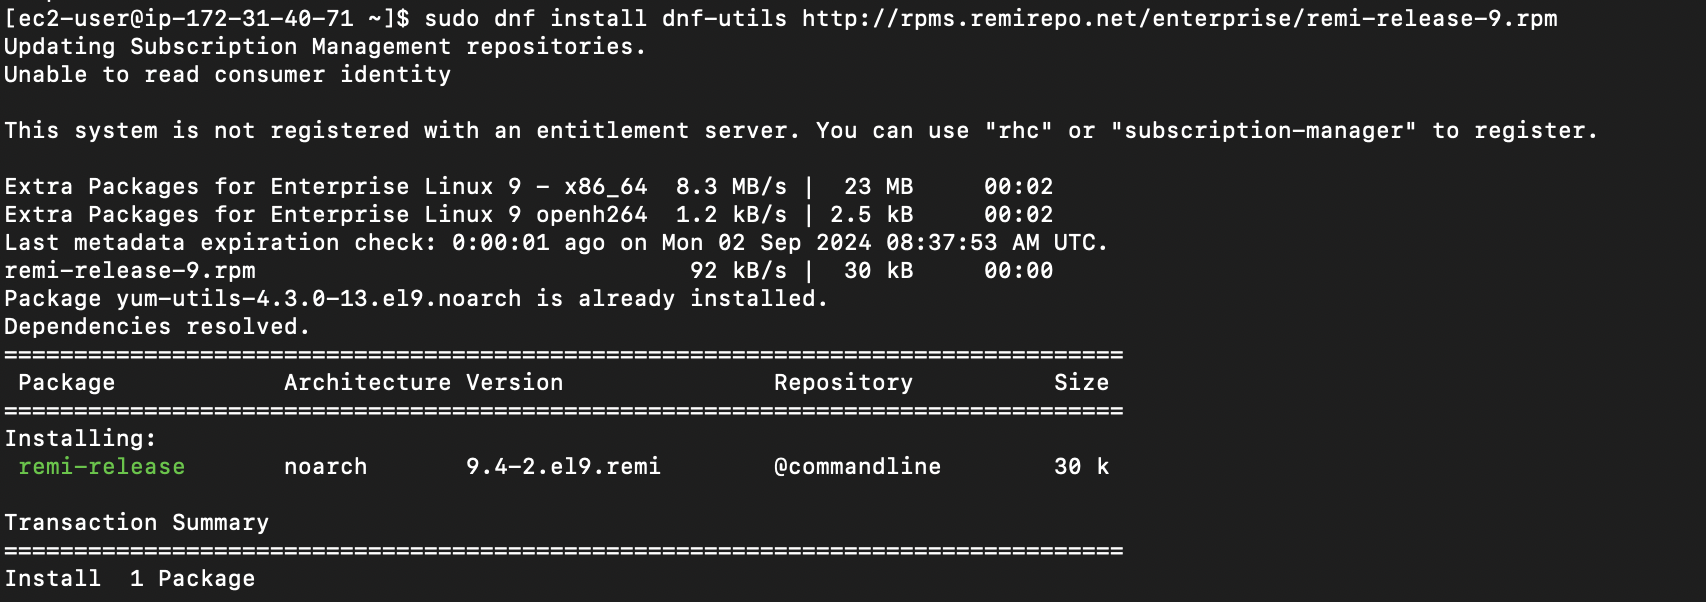 [ec2-user@ip-172-31-40-71 ~]$ sudo dnf install dnf-utils http://rpms.remirepo.net/enterprise/remi-release-9.rpm
Updating Subscription Management repositories.
Unable to read consumer identity

This system is not registered with an entitlement server. You can use "rhc" or "subscription-manager" to register.

Extra Packages for Enterprise Linux 9 - x86_64  8.3 MB/s |  23 MB     00:02
Extra Packages for Enterprise Linux 9 openh264  1.2 kB/s | 2.5 kB     00:02
Last metadata expiration check: 0:00:01 ago on Mon 02 Sep 2024 08:37:53 AM UTC.
remi-release-9.rpm                               92 kB/s |  30 kB     00:00
Package yum-utils-4.3.0-13.el9.noarch is already installed.
Dependencies resolved.
================================================================================
 Package            Architecture Version               Repository          Size
================================================================================
Installing:
 remi-release       noarch       9.4-2.el9.remi        @commandline        30 k

Transaction Summary
================================================================================
Install  1 Package